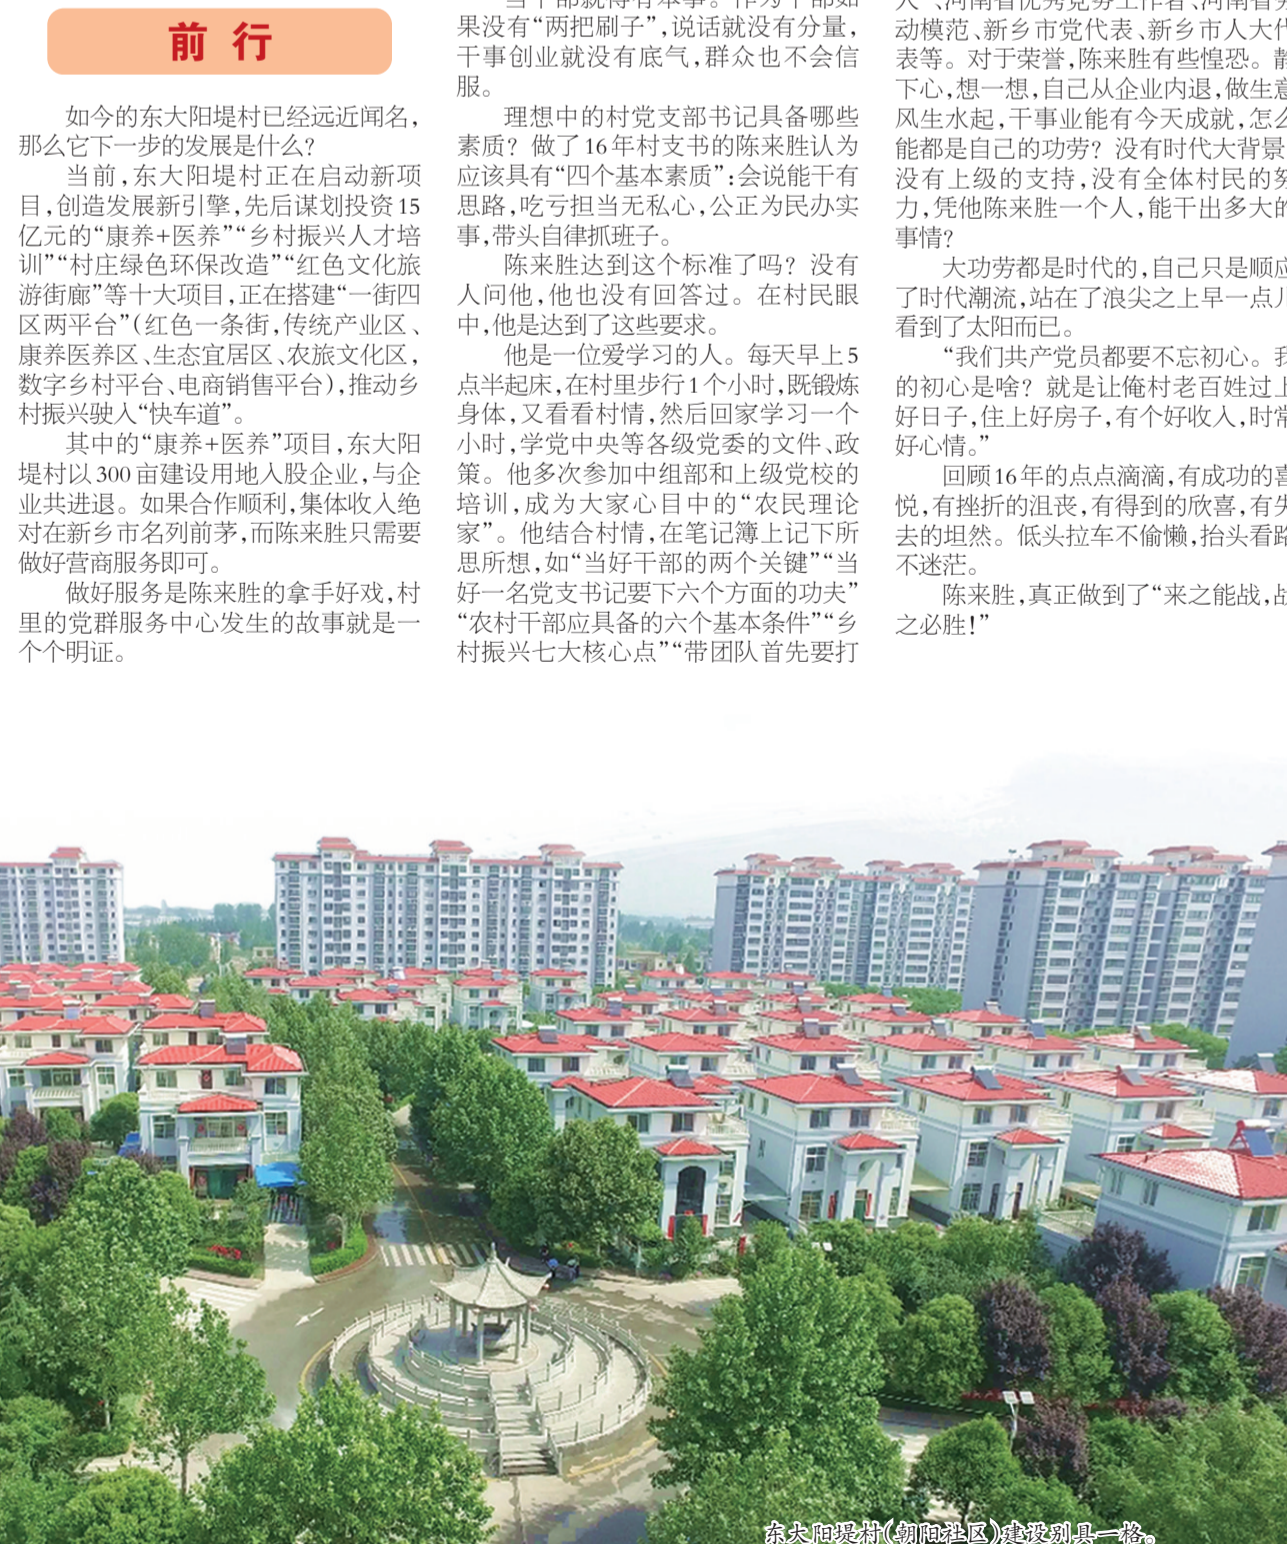 前行
如今的东大阳堤村已经远近闻名，
那么它下一步的发展是什么？
当前，东大阳堤村正在启动新项
目，创造发展新引擎，先后谋划投资15
亿元的“康养+医养”“乡村振兴人才培
训”“村庄绿色环保改造”“红色文化旅
游街廊”等十大项目，正在搭建“一街四
区两平台”（红色一条街，传统产业区、
康养医养区、生态宜居区、农旅文化区，
数字乡村平台、电商销售平台），推动乡
村振兴驶入“快车道”。
其中的“康养+医养”项目，东大阳
堤村以300亩建设用地入股企业，与企
业共进退。如果合作顺利，集体收入绝
对在新乡市名列前茅，而陈来胜只需要
做好营商服务即可。
做好服务是陈来胜的拿手好戏，村
里的党群服务中心发生的故事就是一
个个明证。
当干部就得有本事。作为干部如
果没有“两把刷子”，说话就没有分量，
干事创业就没有底气，群众也不会信
服。
理想中的村党支部书记具备哪些
素质？做了16年村支书的陈来胜认为
应该具有“四个基本素质”：会说能干有
思路，吃亏担当无私心，公正为民办实
事，带头自律抓班子。
陈来胜达到这个标准了吗？没有
人问他，他也没有回答过。在村民眼
中，他是达到了这些要求。
他是一位爱学习的人。每天早上5
点半起床，在村里步行1个小时，既锻炼
身体，又看看村情，然后回家学习一个
小时，学党中央等各级党委的文件、政
策。他多次参加中组部和上级党校的
培训，成为大家心目中的“农民理论
家”。他结合村情，在笔记簿上记下所
思所想，如“当好干部的两个关键”“当
好一名党支书记要下六个方面的功夫”
“农村干部应具备的六个基本条件”“乡
村振兴七大核心点”“带团队首先要打
人”、河南省优秀党务工作者、河南省劳
动模范、新乡市党代表、新乡市人大代
表等。对于荣誉，陈来胜有些惶恐。静
下心，想一想，自己从企业内退，做生意
风生水起，干事业能有今天成就，怎么
能都是自己的功劳？没有时代大背景，
没有上级的支持，没有全体村民的努
力，凭他陈来胜一个人，能干出多大的
事情？
大功劳都是时代的，自己只是顺应
了时代潮流，站在了浪尖之上早一点儿
看到了太阳而已。
“我们共产党员都要不忘初心。我
的初心是啥？就是让俺村老百姓过上
好日子，住上好房子，有个好收入，时常
好心情。”
回顾16年的点点滴滴，有成功的喜
悦，有挫折的沮丧，有得到的欣喜，有失
去的坦然。低头拉车不偷懒，抬头看路
不迷茫。
陈来胜，真正做到了“来之能战，战
之必胜！”
东大阳堤村（朝阳社区）建设别具一格。